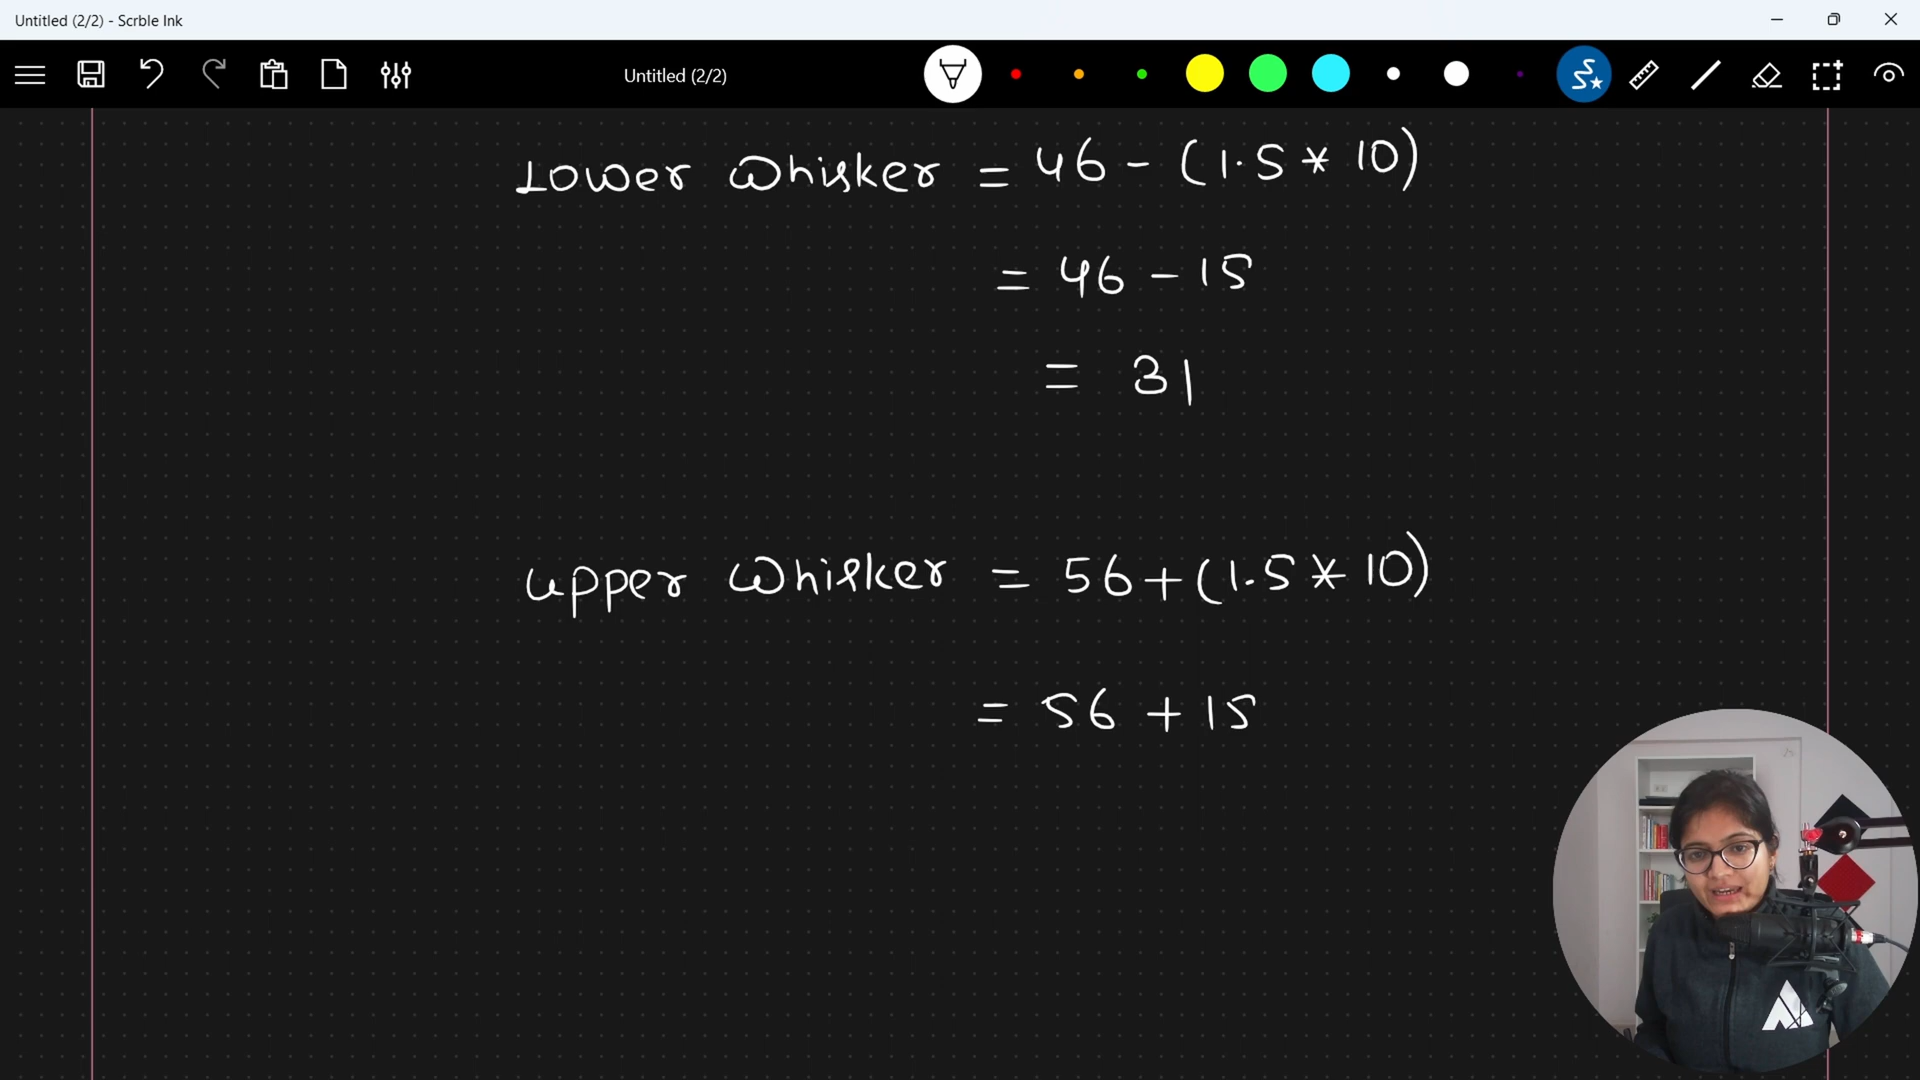 Untitled (2/2) - Scrble Ink
Untitled (2/2)
Lower Whisker = 46 - (1.5 * 10)
= 46 - 15
= 31
upper Whisker = 56 + (1.5 * 10)
= 56 + 15